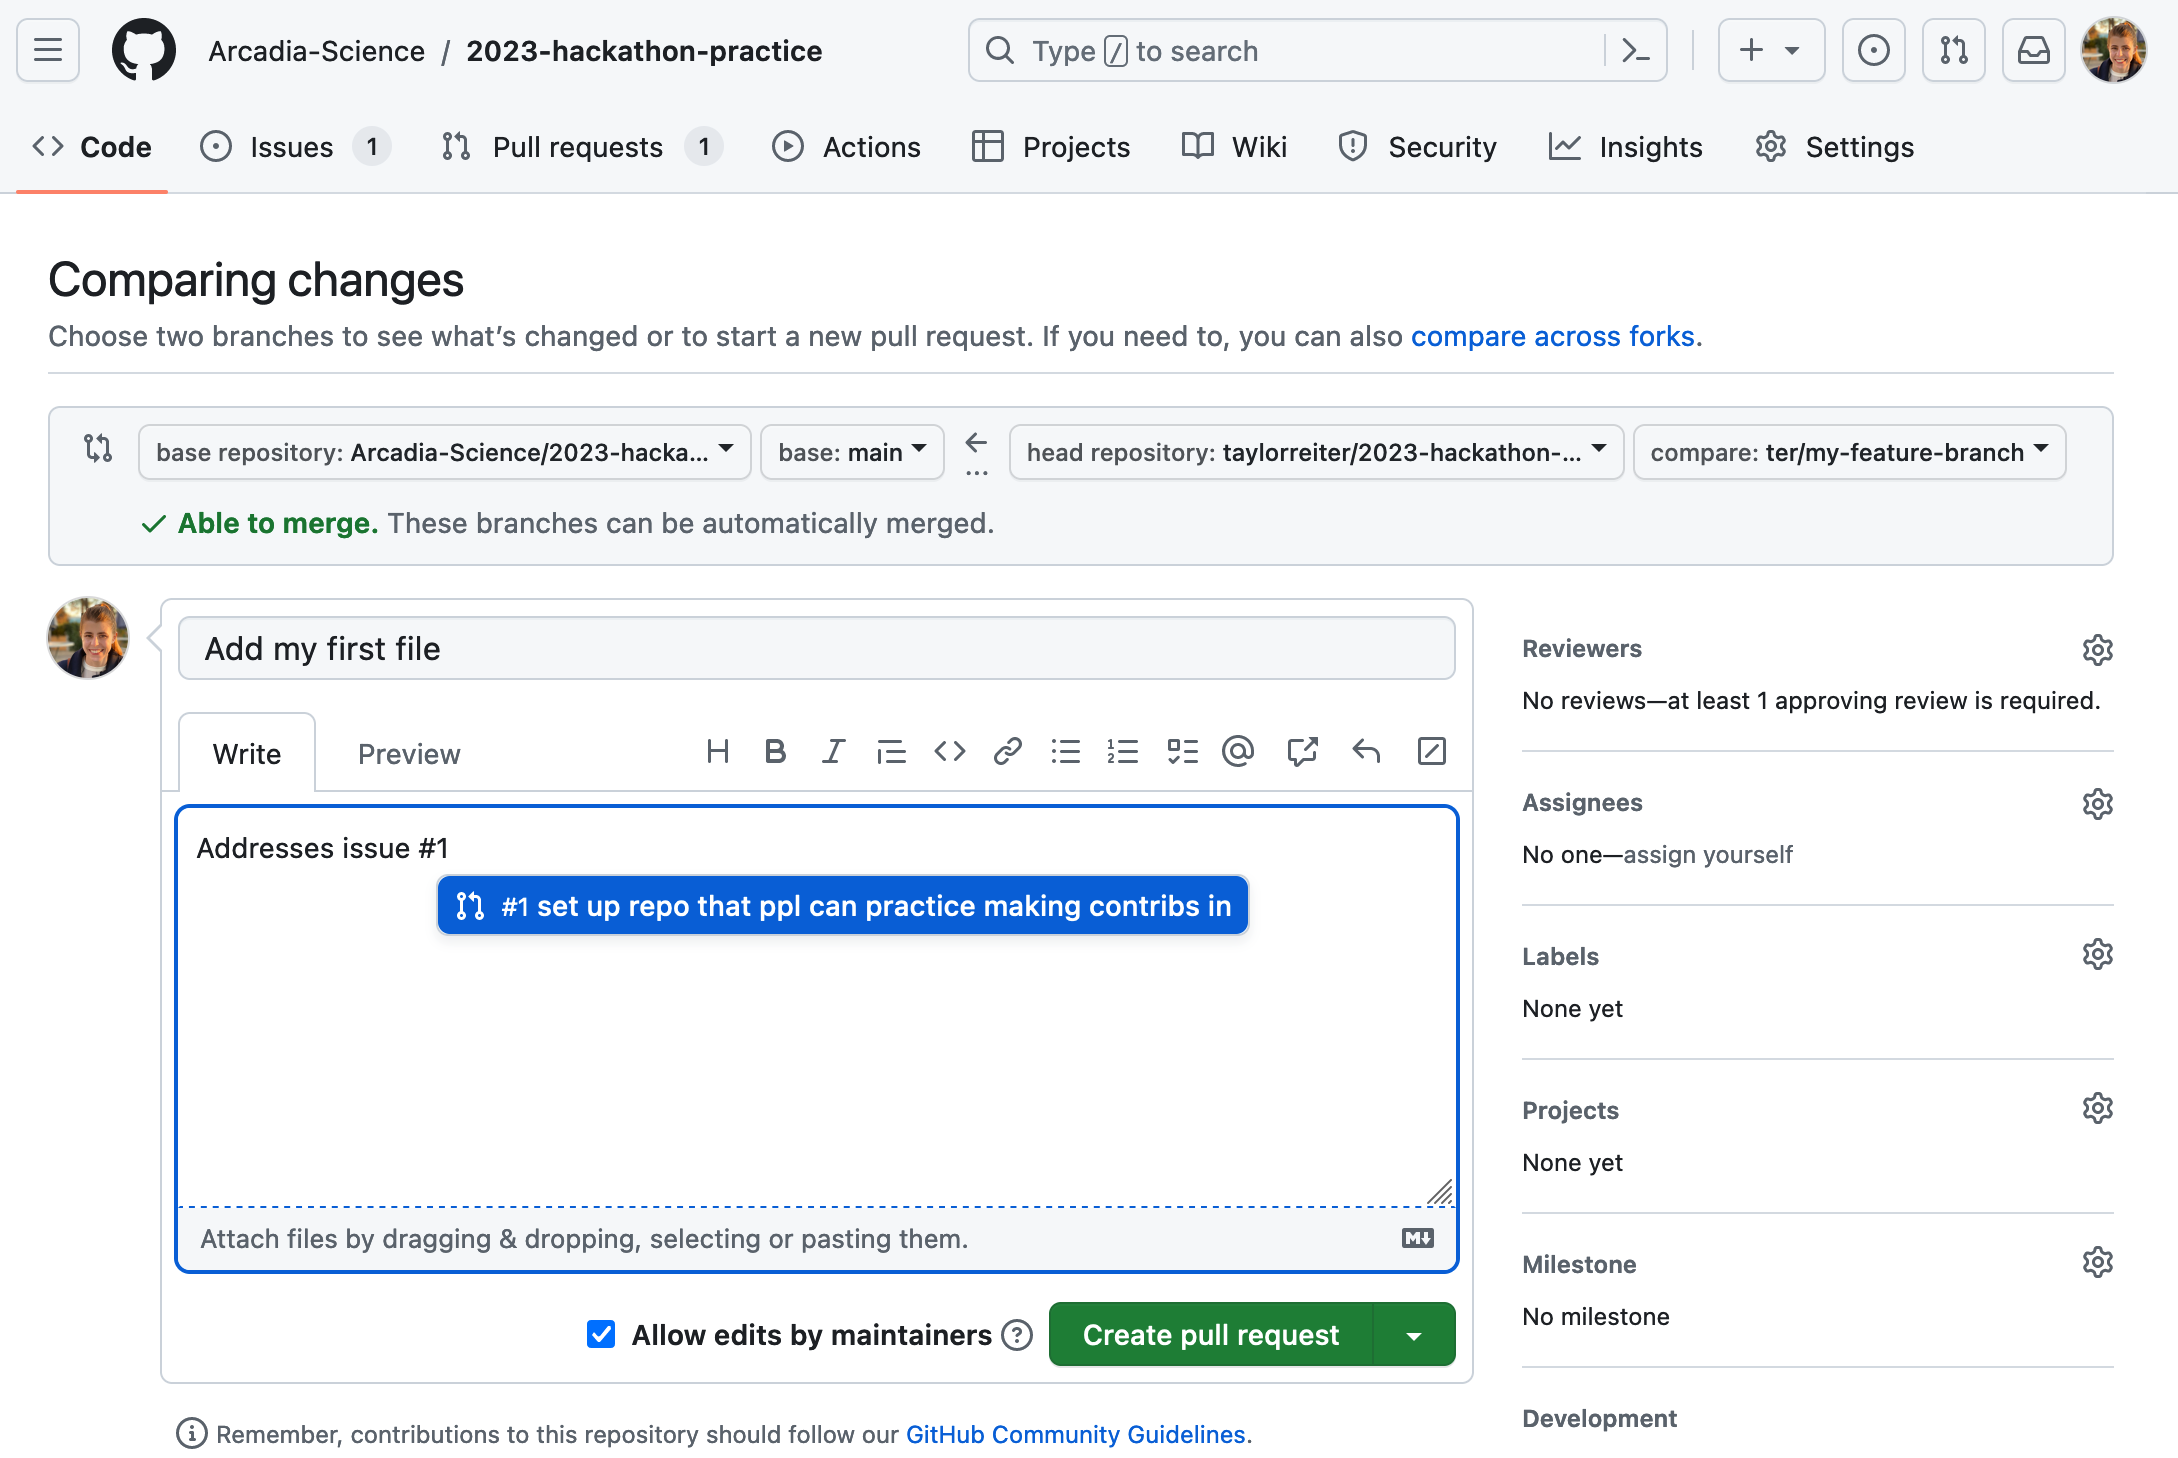 Arcadia-Science / 2023-hackathon-practice
Type / to search
Code Issues 1 Pull requests 1 Actions Projects Wiki Security Insights Settings
Comparing changes
Choose two branches to see what's changed or to start a new pull request. If you need to, you can also compare across forks.
base repository: Arcadia-Science/2023-hacka... base: main ... head repository: taylorreiter/2023-hackathon-... compare: ter/my-feature-branch
Able to merge. These branches can be automatically merged.
Add my first file
Write Preview
Addresses issue #1
#1 set up repo that ppl can practice making contribs in
Attach files by dragging & dropping, selecting or pasting them.
Allow edits by maintainers Create pull request
Remember, contributions to this repository should follow our GitHub Community Guidelines.
Reviewers
No reviews—at least 1 approving review is required.
Assignees
No one—assign yourself
Labels
None yet
Projects
None yet
Milestone
No milestone
Development